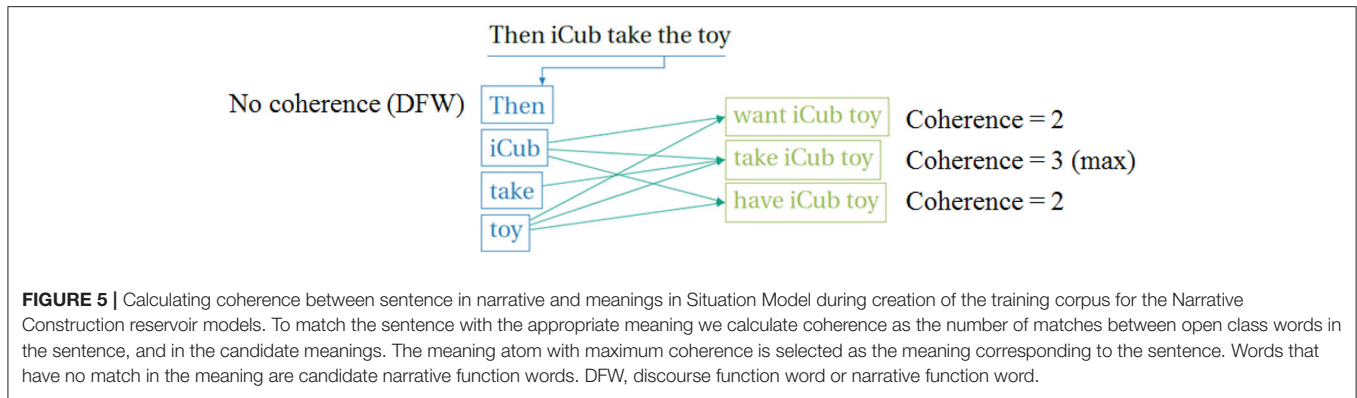 Then iCub take the toy
No coherence (DFW) Then
want iCub toy Coherence = 2
iCub
take iCub toy Coherence = 3 (max)
take
have iCub toy Coherence = 2
toy
FIGURE 5 | Calculating coherence between sentence in narrative and meanings in Situation Model during creation of the training corpus for the Narrative
Construction reservoir models. To match the sentence with the appropriate meaning we calculate coherence as the number of matches between open class words in
the sentence, and in the candidate meanings. The meaning atom with maximum coherence is selected as the meaning corresponding to the sentence. Words that
have no match in the meaning are candidate narrative function words. DFW, discourse function word or narrative function word.